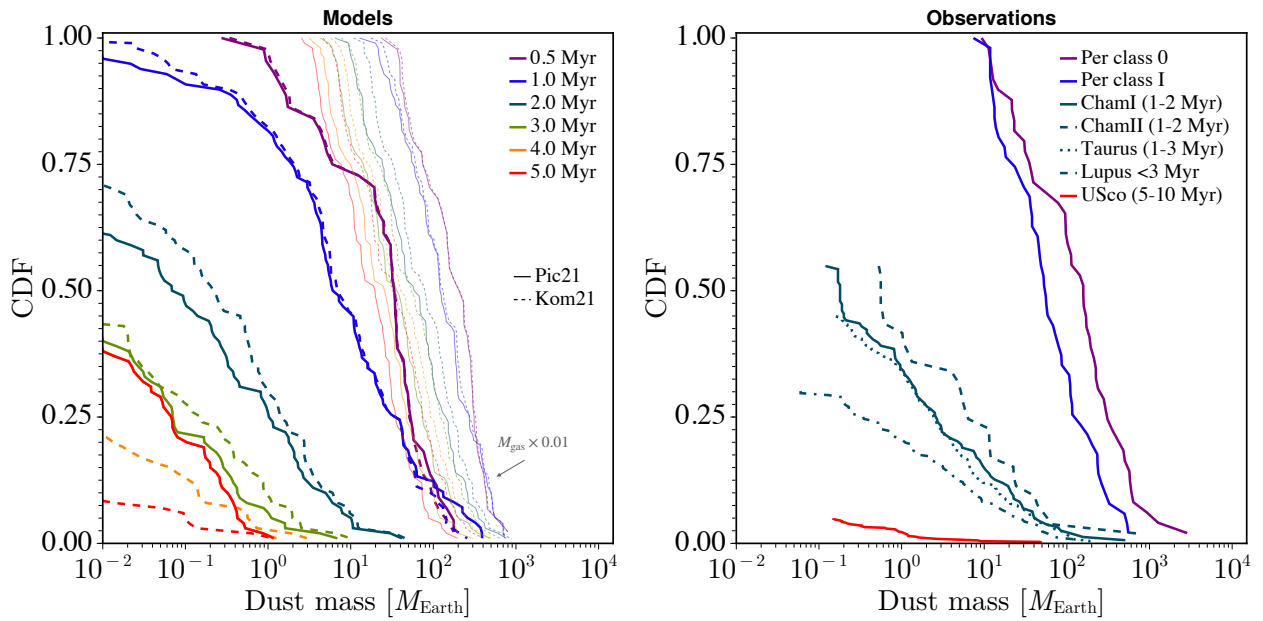 Models
CDF
1.00
0.75
0.50
0.25
0.00
0.5 Myr
1.0 Myr
2.0 Myr
3.0 Myr
4.0 Myr
5.0 Myr
Pic21
Kom21
M_gas × 0.01
10^-2 10^-1 10^0 10^1 10^2 10^3 10^4
Dust mass [M_Earth]
Observations
CDF
1.00
0.75
0.50
0.25
0.00
Per class 0
Per class I
ChamI (1-2 Myr)
ChamII (1-2 Myr)
Taurus (1-3 Myr)
Lupus <3 Myr
USco (5-10 Myr)
10^-2 10^-1 10^0 10^1 10^2 10^3 10^4
Dust mass [M_Earth]